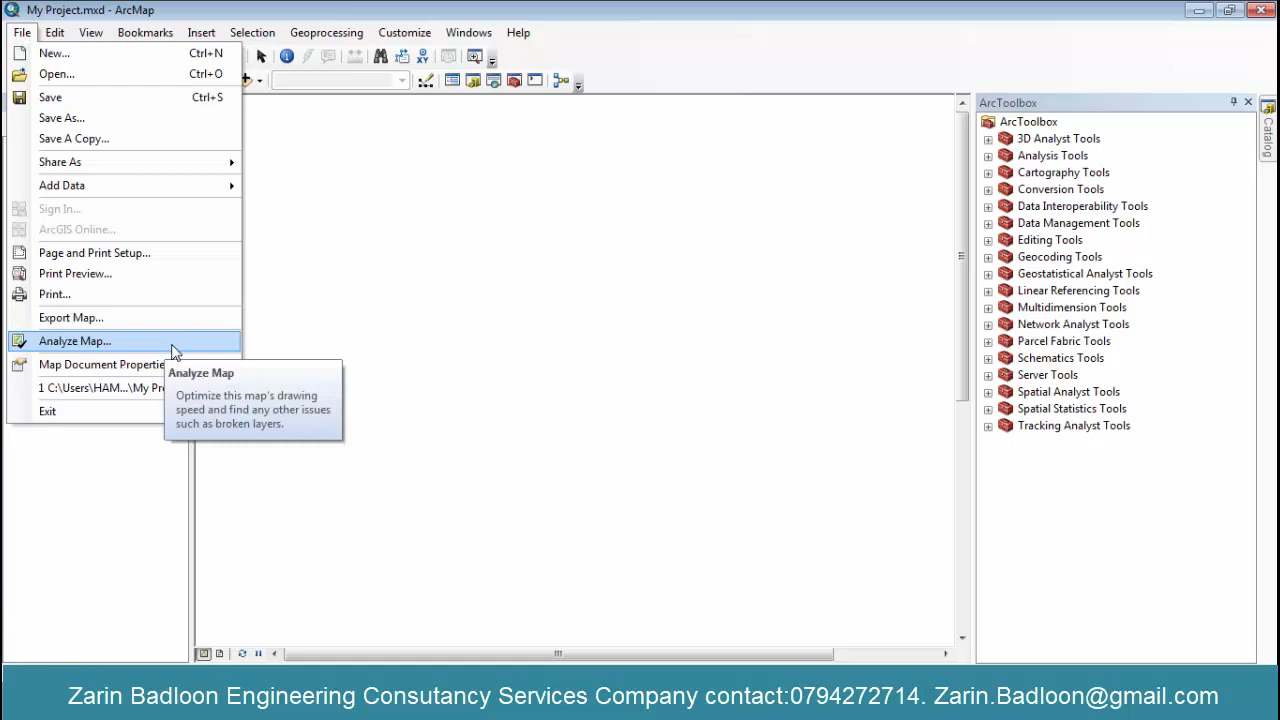 My Project.mxd - ArcMap
File Edit View Bookmarks Insert Selection Geoprocessing Customize Windows Help
New... Ctrl+N
Open... Ctrl+O
Save Ctrl+S
Save As...
Save A Copy...
Share As
Add Data
Sign In...
ArcGIS Online...
Page and Print Setup...
Print Preview...
Print...
Export Map...
Analyze Map...
Map Document Propertie
1 C:\Users\HAM...\My Pr
Exit
Analyze Map
Optimize this map's drawing
speed and find any other issues
such as broken layers.
ArcToolbox
ArcToolbox
3D Analyst Tools
Analysis Tools
Cartography Tools
Conversion Tools
Data Interoperability Tools
Data Management Tools
Editing Tools
Geocoding Tools
Geostatistical Analyst Tools
Linear Referencing Tools
Multidimension Tools
Network Analyst Tools
Parcel Fabric Tools
Schematics Tools
Server Tools
Spatial Analyst Tools
Spatial Statistics Tools
Tracking Analyst Tools
Catalog
Zarin Badloon Engineering Consutancy Services Company contact:0794272714. Zarin.Badloon@gmail.com